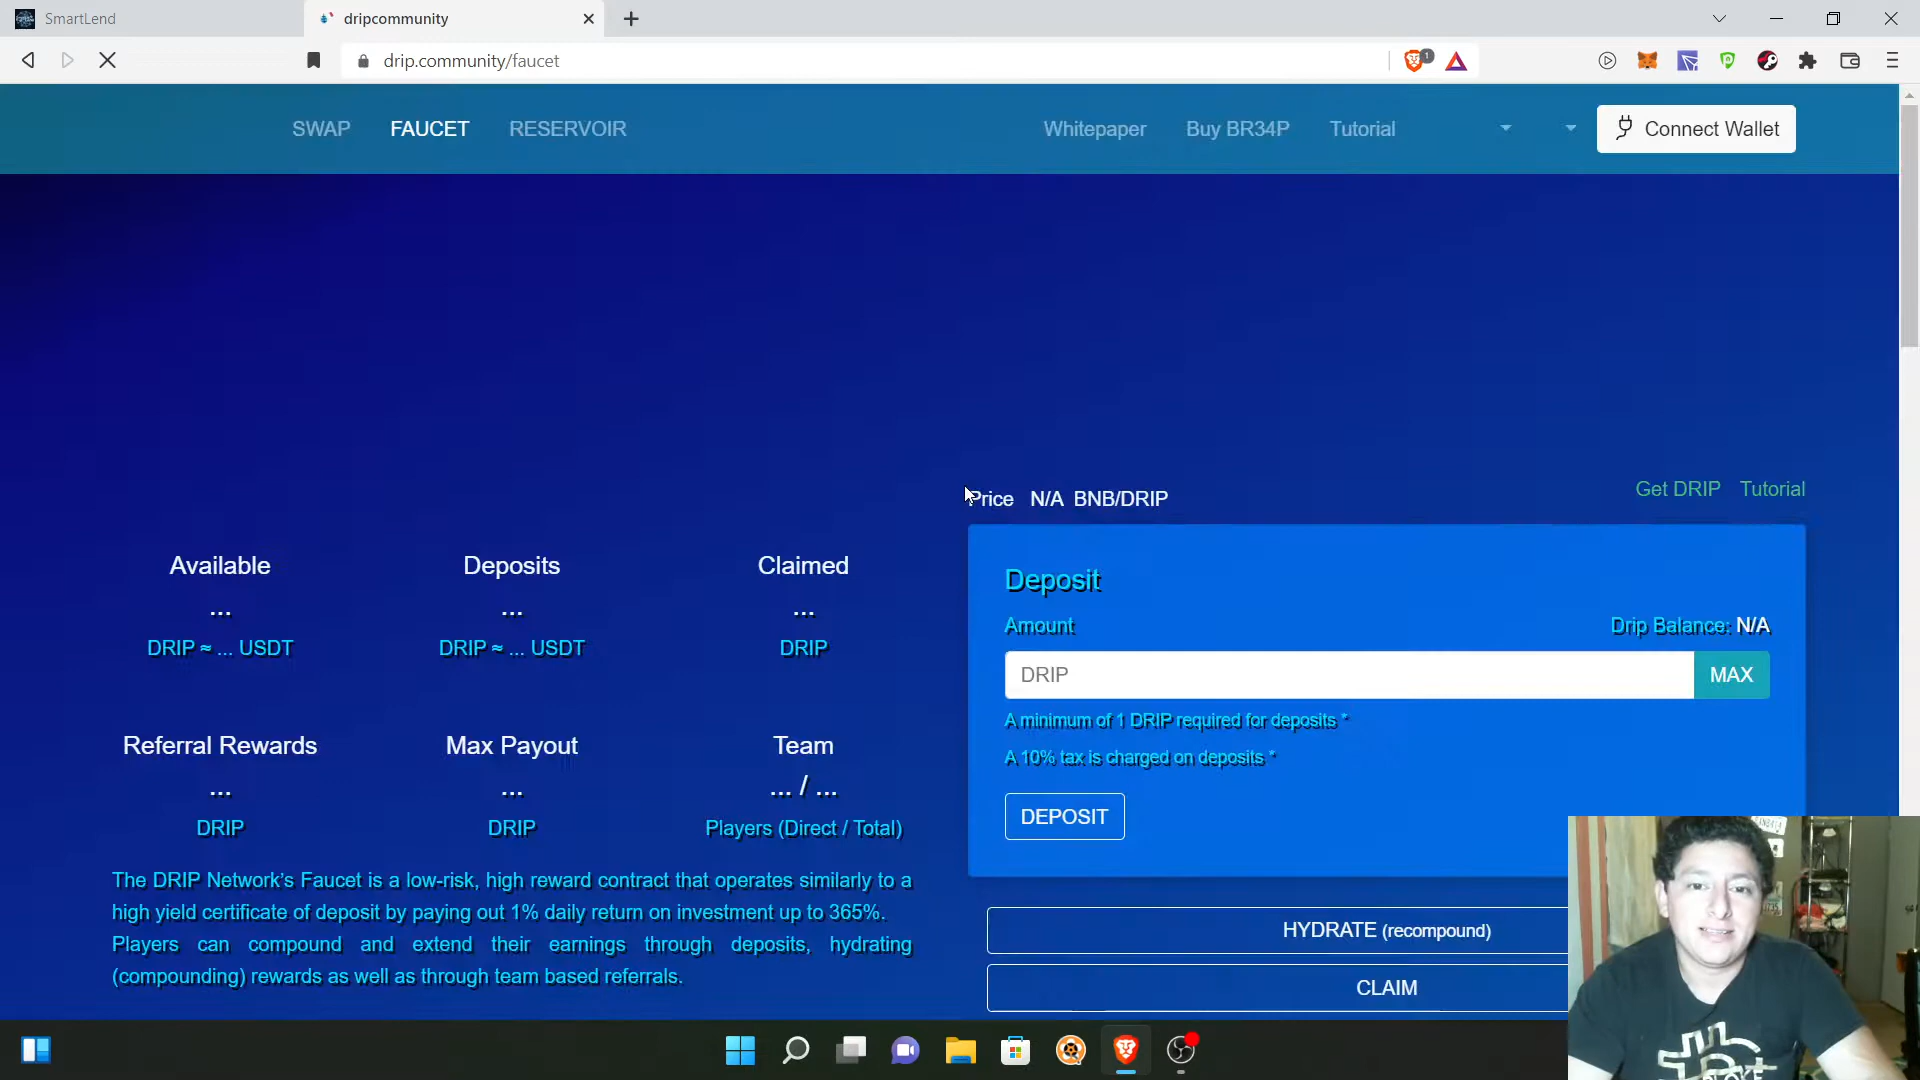 SmartLend
dripcommunity
drip.community/faucet
1
SWAP
FAUCET
RESERVOIR
Whitepaper
Buy BR34P
Tutorial
Connect Wallet
Price N/A BNB/DRIP
Get DRIP
Tutorial
Available
...
DRIP ≈ ... USDT
Deposits
...
DRIP ≈ ... USDT
Claimed
...
DRIP
Referral Rewards
...
DRIP
Max Payout
...
DRIP
Team
... / ...
Players (Direct / Total)
The DRIP Network's Faucet is a low-risk, high reward contract that operates similarly to a
high yield certificate of deposit by paying out 1% daily return on investment up to 365%.
Players can compound and extend their earnings through deposits, hydrating
(compounding) rewards as well as through team based referrals.
Deposit
Amount
Drip Balance: N/A
DRIP
MAX
A minimum of 1 DRIP required for deposits *
A 10% tax is charged on deposits *
DEPOSIT
HYDRATE (recompound)
CLAIM